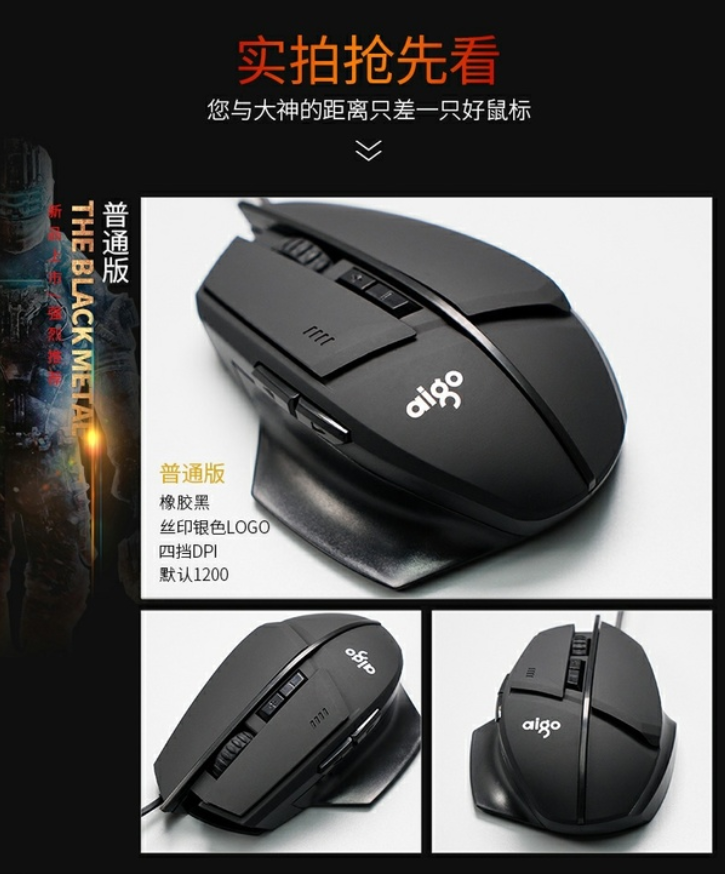 实拍抢先看
您与大神的距离只差一只好鼠标
普通版
THE BLACK METAL
aigo
普通版
橡胶黑
丝印银色LOGO
四挡DPI
默认1200
aigo
aigo